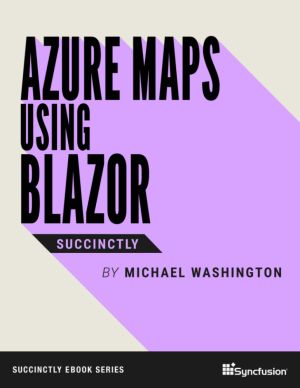 AZURE MAPS
USING
BLAZOR
SUCCINCTLY
BY MICHAEL WASHINGTON
SUCCINCTLY EBOOK SERIES
Syncfusion®